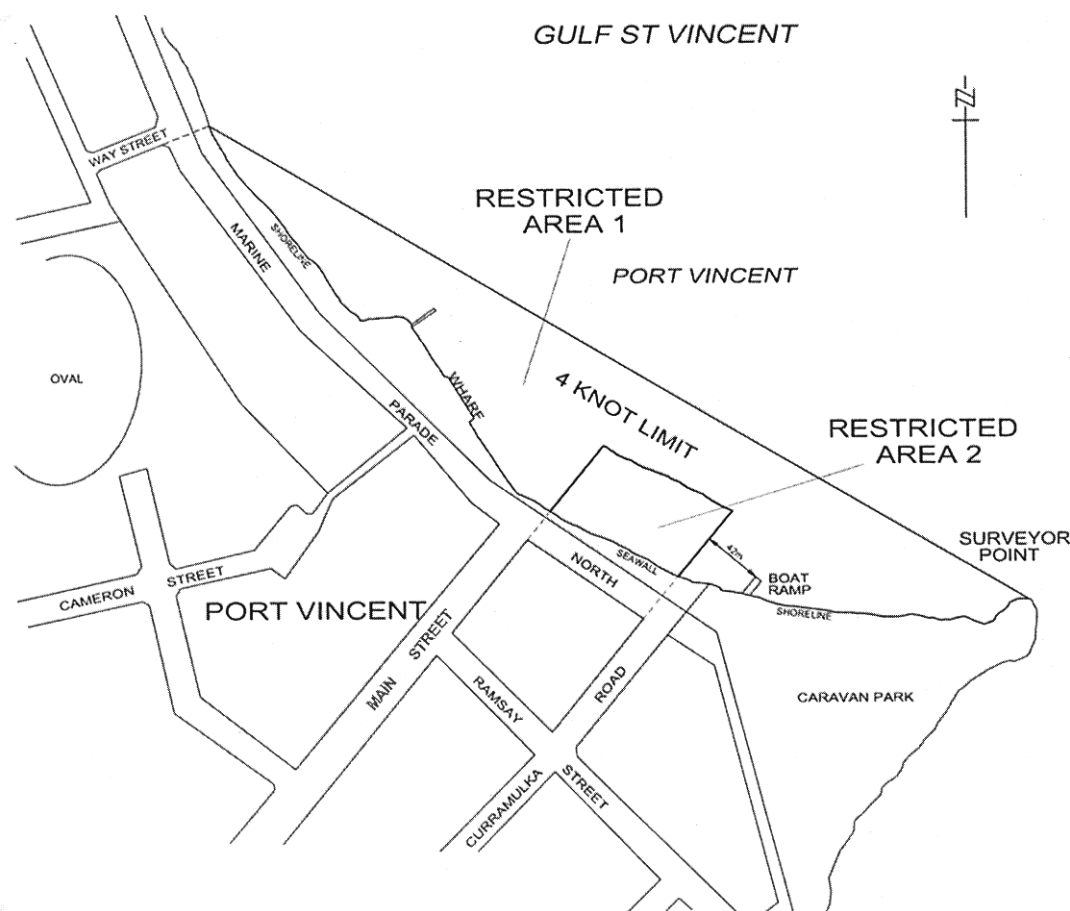 GULF ST VINCENT
N
WAY STREET
RESTRICTED
AREA 1
MARINE
SHORELINE
PORT VINCENT
OVAL
WHARF
4 KNOT LIMIT
PARADE
RESTRICTED
AREA 2
SURVEYOR
POINT
42m
SEAWALL
BOAT
RAMP
SHORELINE
NORTH
CAMERON STREET
PORT VINCENT
MAIN STREET
RAMSAY STREET
CURRAMULKA ROAD
CARAVAN PARK